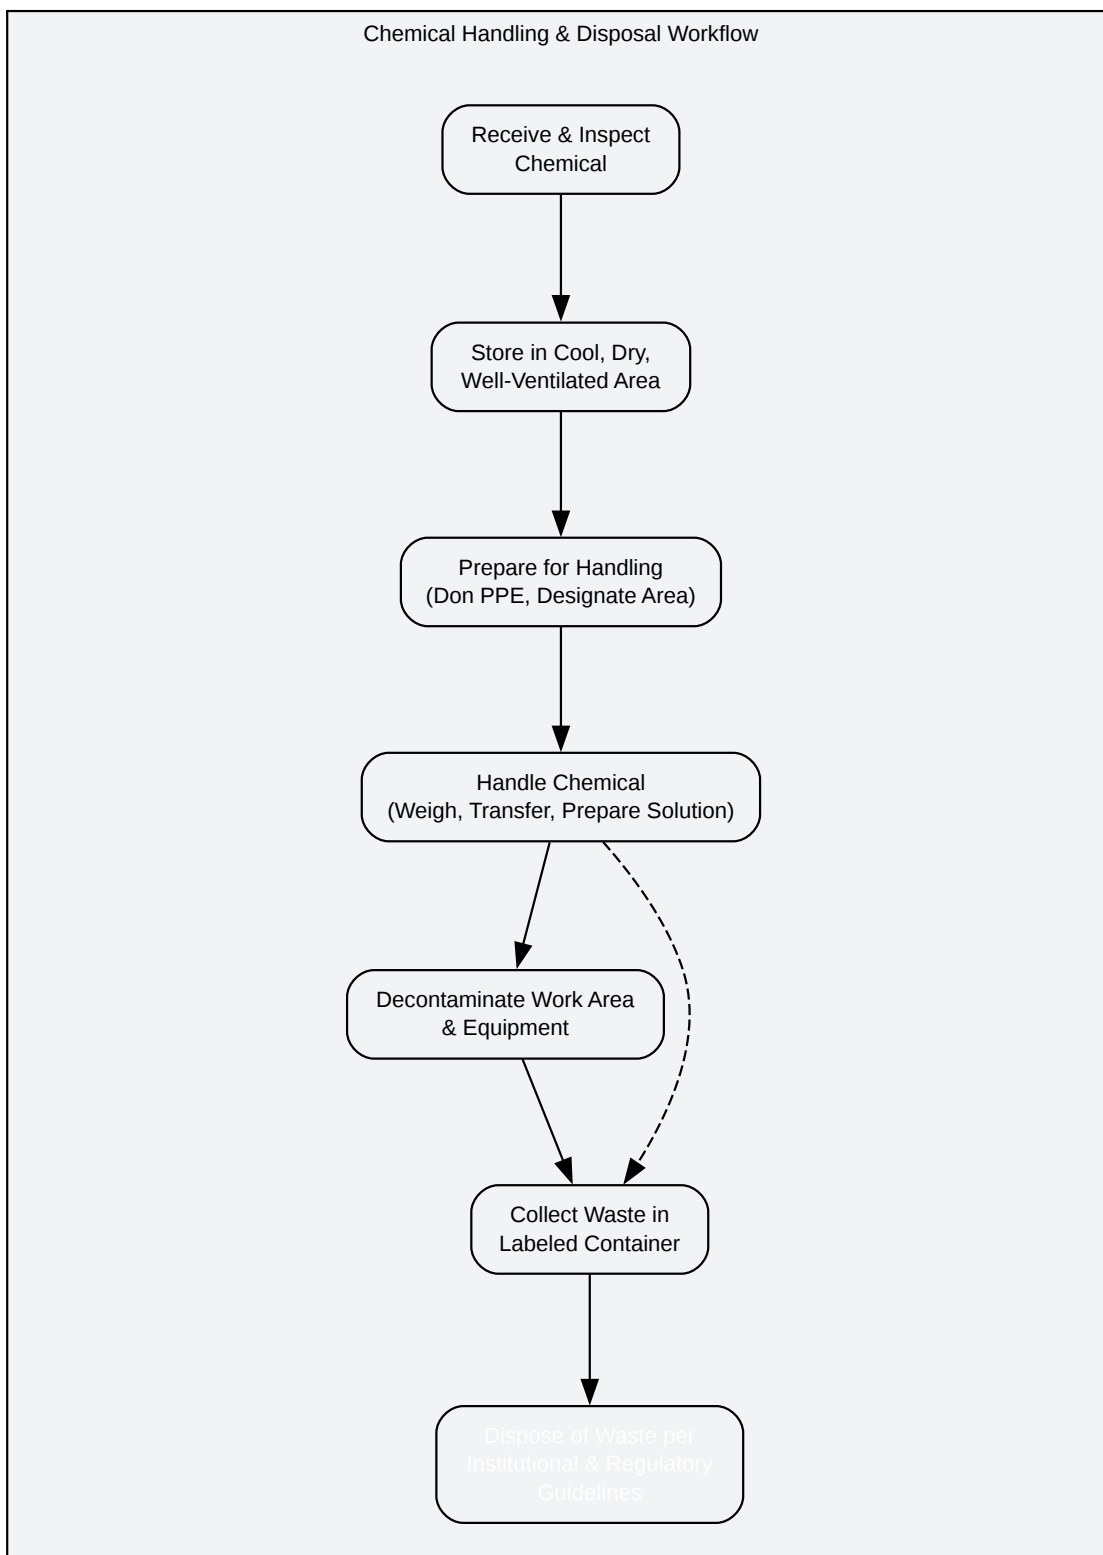 Chemical Handling & Disposal Workflow
Receive & Inspect
Chemical
Store in Cool, Dry,
Well-Ventilated Area
Prepare for Handling
(Don PPE, Designate Area)
Handle Chemical
(Weigh, Transfer, Prepare Solution)
Decontaminate Work Area
& Equipment
Collect Waste in
Labeled Container
Dispose of Waste per
Institutional & Regulatory
Guidelines